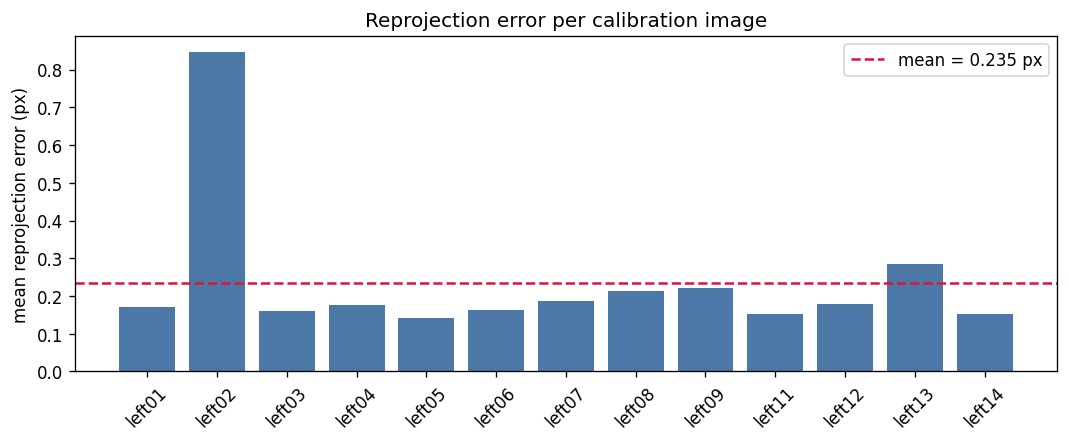 Reprojection error per calibration image
mean = 0.235 px
mean reprojection error (px)
0.8
0.7
0.6
0.5
0.4
0.3
0.2
0.1
0.0
left01
left02
left03
left04
left05
left06
left07
left08
left09
left11
left12
left13
left14